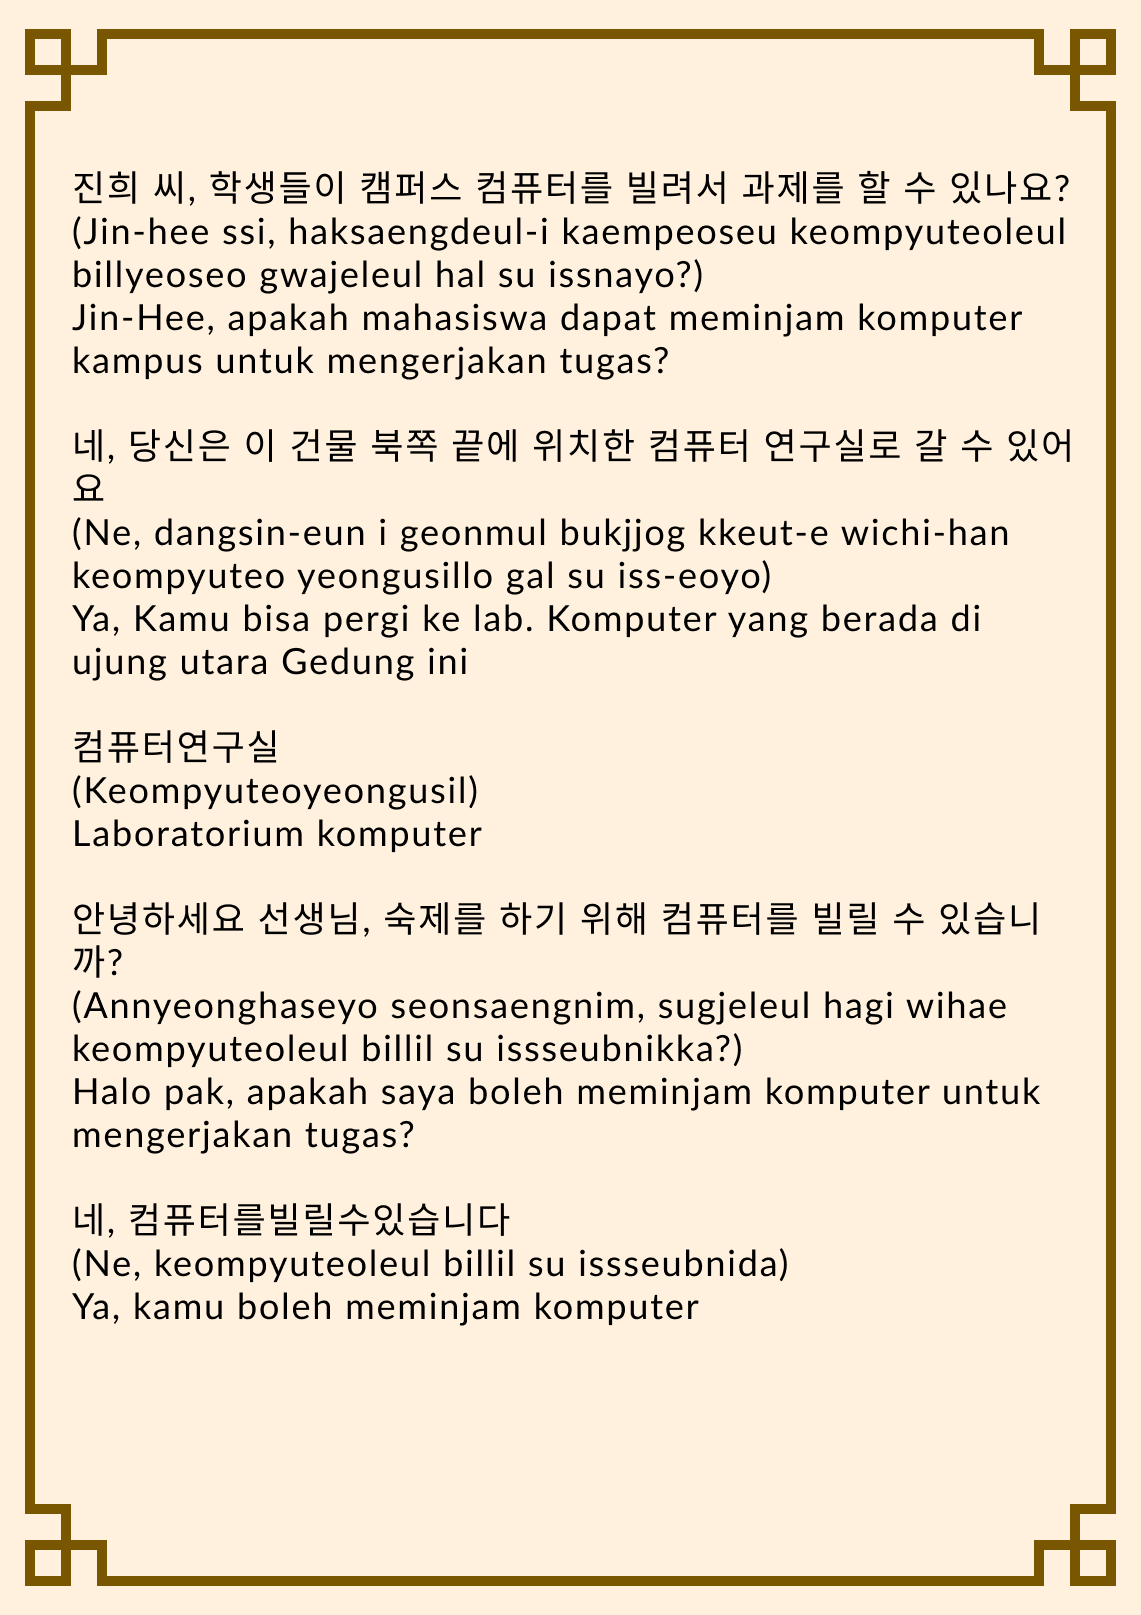 진희 씨, 학생들이 캠퍼스 컴퓨터를 빌려서 과제를 할 수 있나요?
(Jin-hee ssi, haksaengdeul-i kaempeoseu keompyuteoleul
billyeoseo gwajeleul hal su issnayo?)
Jin-Hee, apakah mahasiswa dapat meminjam komputer
kampus untuk mengerjakan tugas?
네, 당신은 이 건물 북쪽 끝에 위치한 컴퓨터 연구실로 갈 수 있어
요
(Ne, dangsin-eun i geonmul bukjjog kkeut-e wichi-han
keompyuteo yeongusillo gal su iss-eoyo)
Ya, Kamu bisa pergi ke lab. Komputer yang berada di
ujung utara Gedung ini
컴퓨터연구실
(Keompyuteoyeongusil)
Laboratorium komputer
안녕하세요 선생님, 숙제를 하기 위해 컴퓨터를 빌릴 수 있습니
까?
(Annyeonghaseyo seonsaengnim, sugjeleul hagi wihae
keompyuteoleul billil su issseubnikka?)
Halo pak, apakah saya boleh meminjam komputer untuk
mengerjakan tugas?
네, 컴퓨터를빌릴수있습니다
(Ne, keompyuteoleul billil su issseubnida)
Ya, kamu boleh meminjam komputer